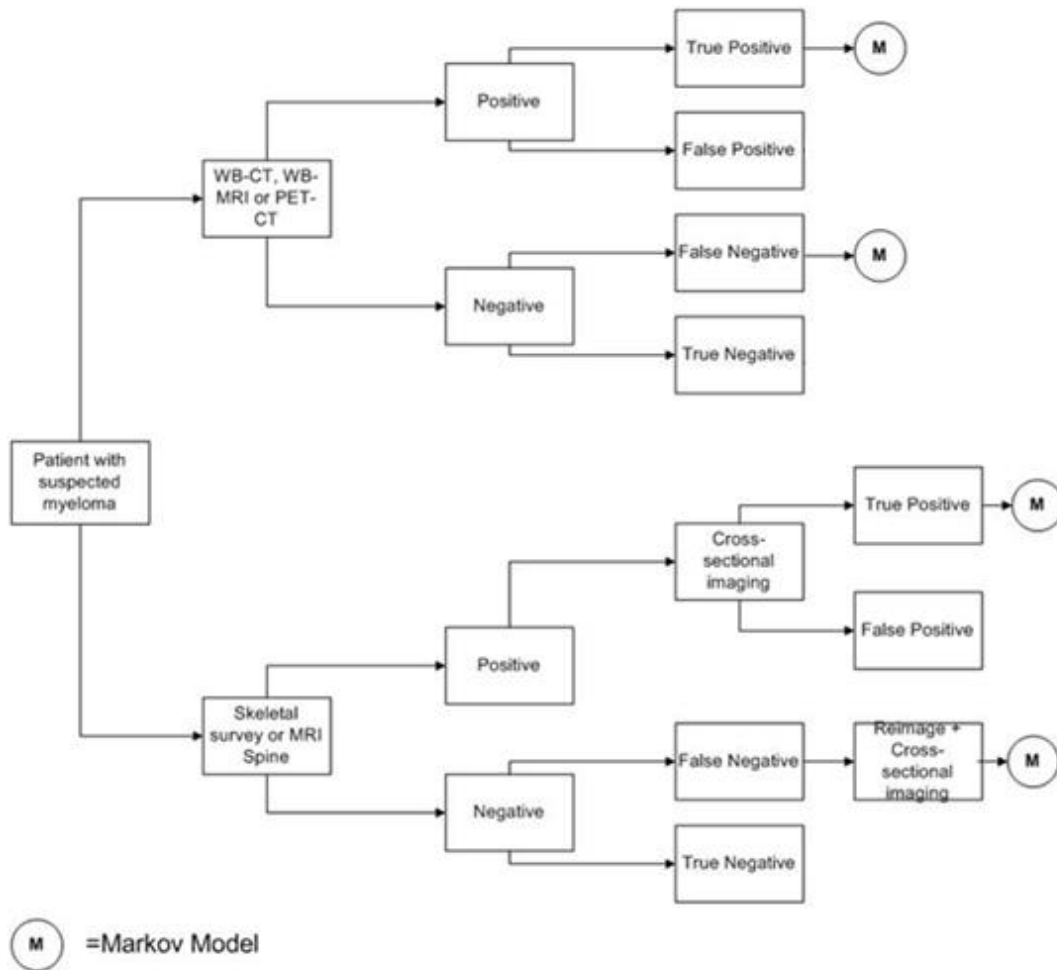 True Positive
M
Positive
False Positive
WB-CT, WB-
MRI or PET-
CT
False Negative
M
Negative
True Negative
Patient with
suspected
myeloma
True Positive
M
Cross-
sectional
imaging
False Positive
Positive
Skeletal
survey or MRI
Spine
False Negative
Reimage +
Cross-
sectional
imaging
M
Negative
True Negative
M =Markov Model